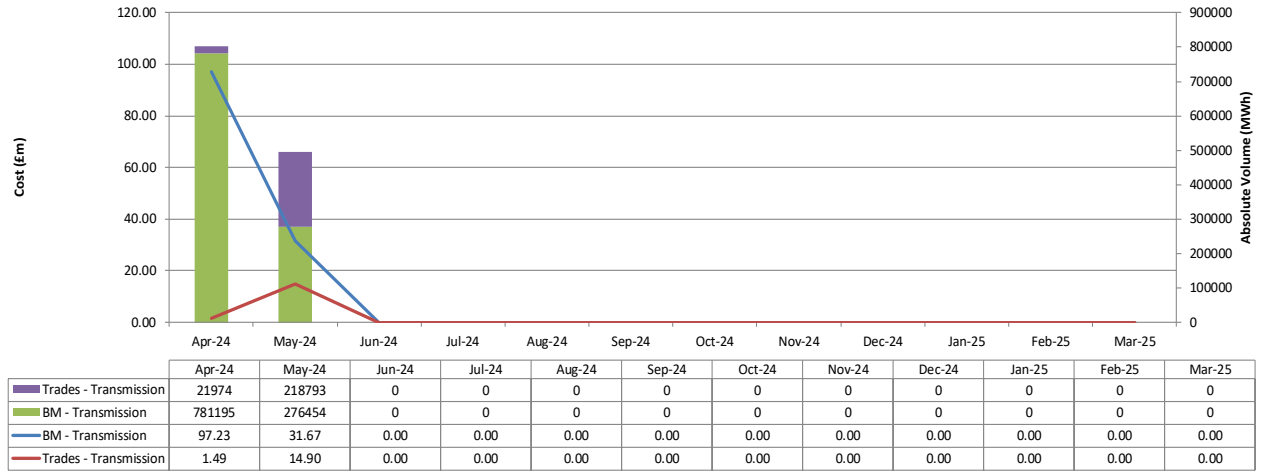 120.00 900000
100.00 800000
80.00 700000
60.00 600000
40.00 500000
20.00 400000
0.00 300000
200000
100000
0
Cost (£m)
Absolute Volume (MWh)
Apr-24 May-24 Jun-24 Jul-24 Aug-24 Sep-24 Oct-24 Nov-24 Dec-24 Jan-25 Feb-25 Mar-25
Apr-24 May-24 Jun-24 Jul-24 Aug-24 Sep-24 Oct-24 Nov-24 Dec-24 Jan-25 Feb-25 Mar-25
Trades - Transmission 21974 218793 0 0 0 0 0 0 0 0 0 0
BM - Transmission 781195 276454 0 0 0 0 0 0 0 0 0 0
BM - Transmission 97.23 31.67 0.00 0.00 0.00 0.00 0.00 0.00 0.00 0.00 0.00 0.00
Trades - Transmission 1.49 14.90 0.00 0.00 0.00 0.00 0.00 0.00 0.00 0.00 0.00 0.00